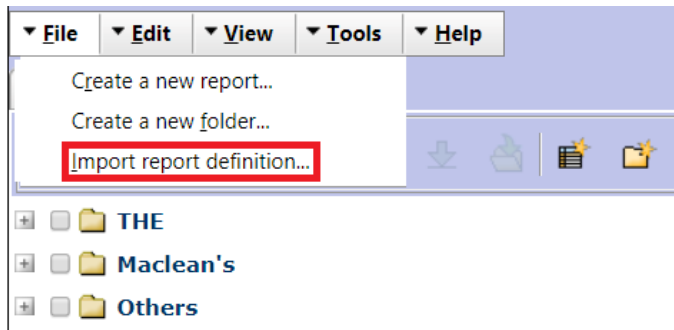 File Edit View Tools Help
Create a new report...
Create a new folder...
Import report definition...
THE
Maclean's
Others